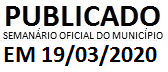 PUBLICADO
SEMANÁRIO OFICIAL DO MUNICÍPIO
EM 19/03/2020